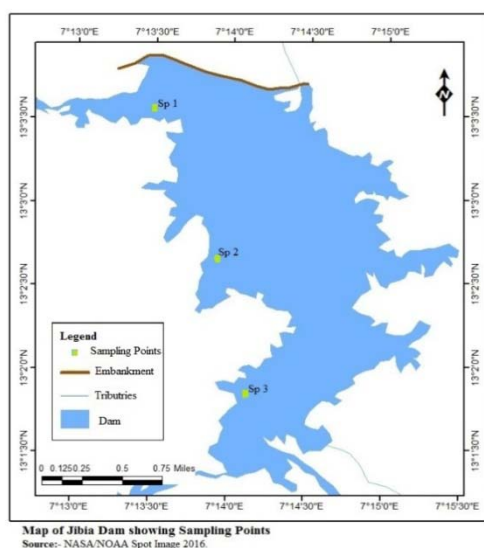 7°13'0"E 7°13'30"E 7°14'0"E 7°14'30"E 7°15'0"E
13°3'30"N 13°3'30"N
Sp 1
N
13°3'0"N 13°3'0"N
Sp 2
13°2'30"N 13°2'30"N
Legend
Sampling Points
Embankment
Tributries
Dam
13°2'0"N 13°2'0"N
Sp 3
13°1'30"N 13°1'30"N
0 0.125 0.25 0.5 0.75 Miles
7°13'0"E 7°13'30"E 7°14'0"E 7°14'30"E 7°15'0"E 7°15'30"E
Map of Jibia Dam showing Sampling Points
Source:- NASA/NOAA Spot Image 2016.